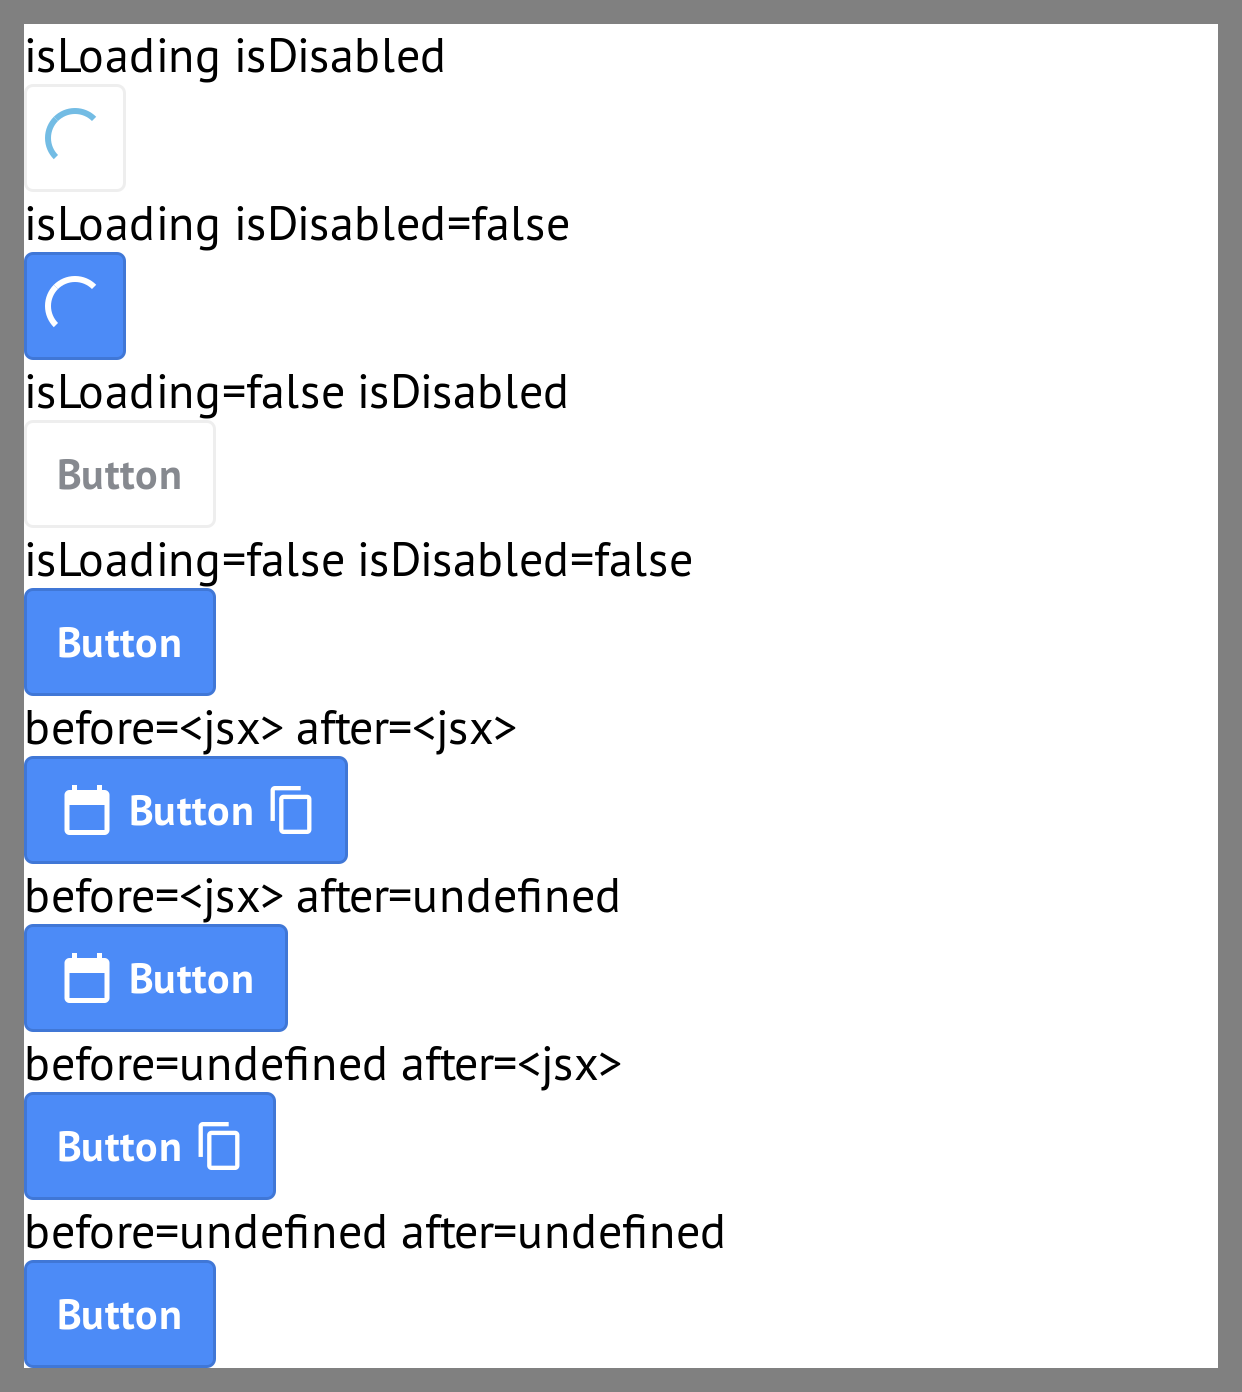 isLoading isDisabled
isLoading isDisabled=false
isLoading=false isDisabled
Button
isLoading=false isDisabled=false
Button
before=<jsx> after=<jsx>
Button
before=<jsx> after=undefined
Button
before=undefined after=<jsx>
Button
before=undefined after=undefined
Button